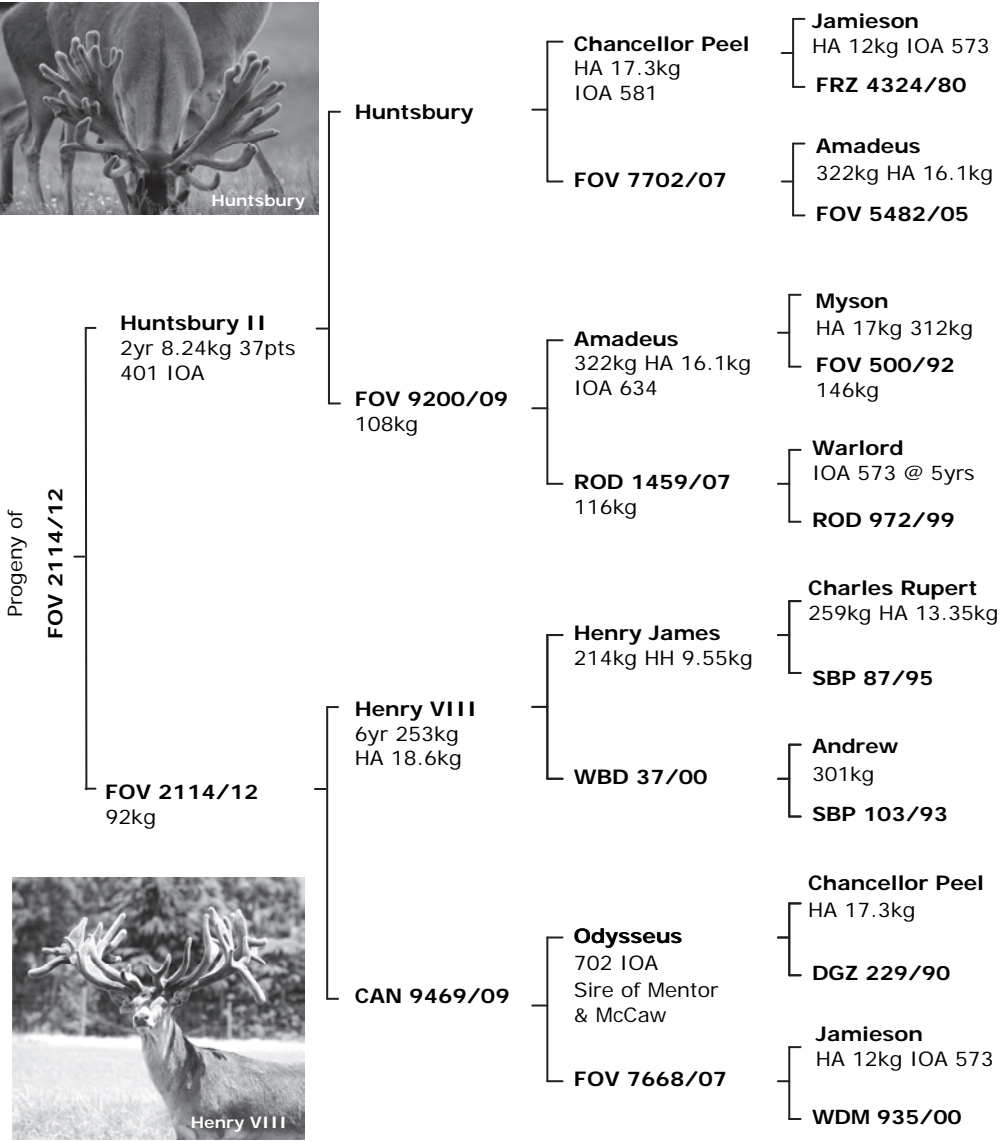 Huntsbury
Progeny of
FOV 2114/12
Huntsbury II
2yr 8.24kg 37pts
401 IOA
FOV 2114/12
92kg
Huntsbury
FOV 9200/09
108kg
Henry VIII
6yr 253kg
HA 18.6kg
CAN 9469/09
Chancellor Peel
HA 17.3kg
IOA 581
FOV 7702/07
Amadeus
322kg HA 16.1kg
IOA 634
ROD 1459/07
116kg
Henry James
214kg HH 9.55kg
WBD 37/00
Odysseus
702 IOA
Sire of Mentor
& McCaw
FOV 7668/07
Jamieson
HA 12kg IOA 573
FRZ 4324/80
Amadeus
322kg HA 16.1kg
FOV 5482/05
Myson
HA 17kg 312kg
FOV 500/92
146kg
Warlord
IOA 573 @ 5yrs
ROD 972/99
Charles Rupert
259kg HA 13.35kg
SBP 87/95
Andrew
301kg
SBP 103/93
Chancellor Peel
HA 17.3kg
DGZ 229/90
Jamieson
HA 12kg IOA 573
WDM 935/00
Henry VIII